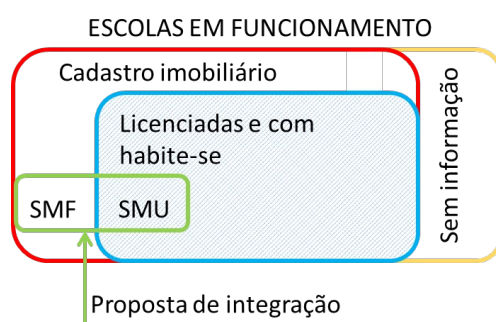 ESCOLAS EM FUNCIONAMENTO
Cadastro imobiliário
Licenciadas e com
habite-se
Sem informação
SMF
SMU
Proposta de integração